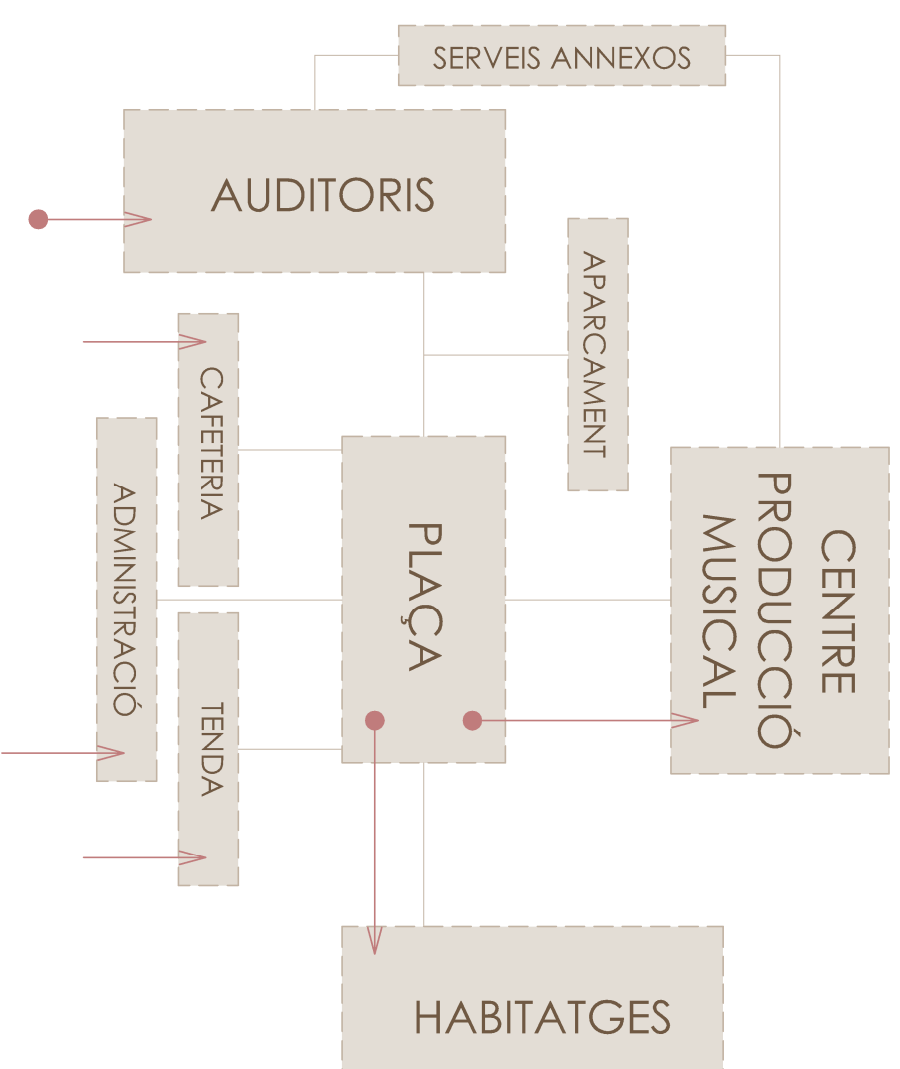 SERVEIS ANNEXOS
AUDITORIS
APARCAMENT
CAFETERIA
ADMINISTRACIÓ
PLAÇA
CENTRE
PRODUCCIÓ
MUSICAL
TENDA
HABITATGES